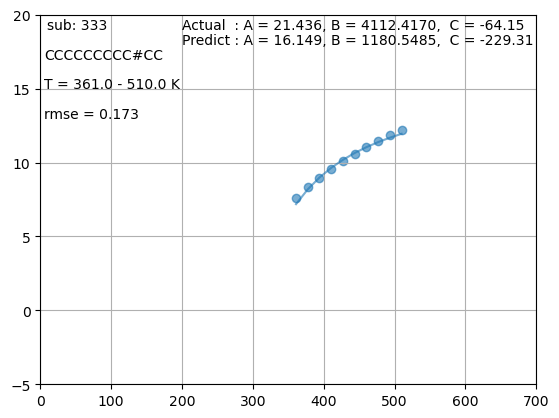 sub: 333
Actual : A = 21.436, B = 4112.4170, C = -64.15
Predict : A = 16.149, B = 1180.5485, C = -229.31
CCCCCCCCC#CC
T = 361.0 - 510.0 K
rmse = 0.173
20
15
10
5
0
−5
0 100 200 300 400 500 600 700